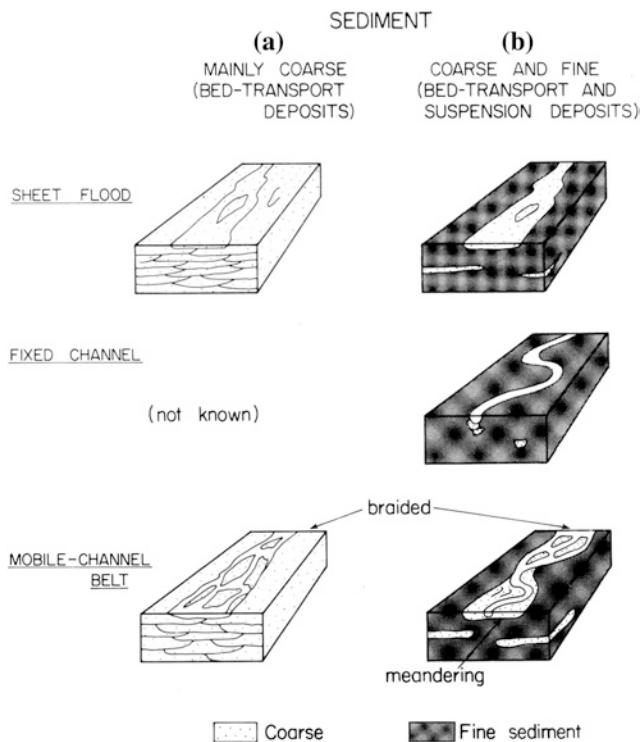 SEDIMENT
(a)
(b)
MAINLY COARSE
(BED-TRANSPORT
DEPOSITS)
COARSE AND FINE
(BED-TRANSPORT AND
SUSPENSION DEPOSITS)
SHEET FLOOD
FIXED CHANNEL
(not known)
braided
MOBILE-CHANNEL
BELT
meandering
Coarse
Fine sediment